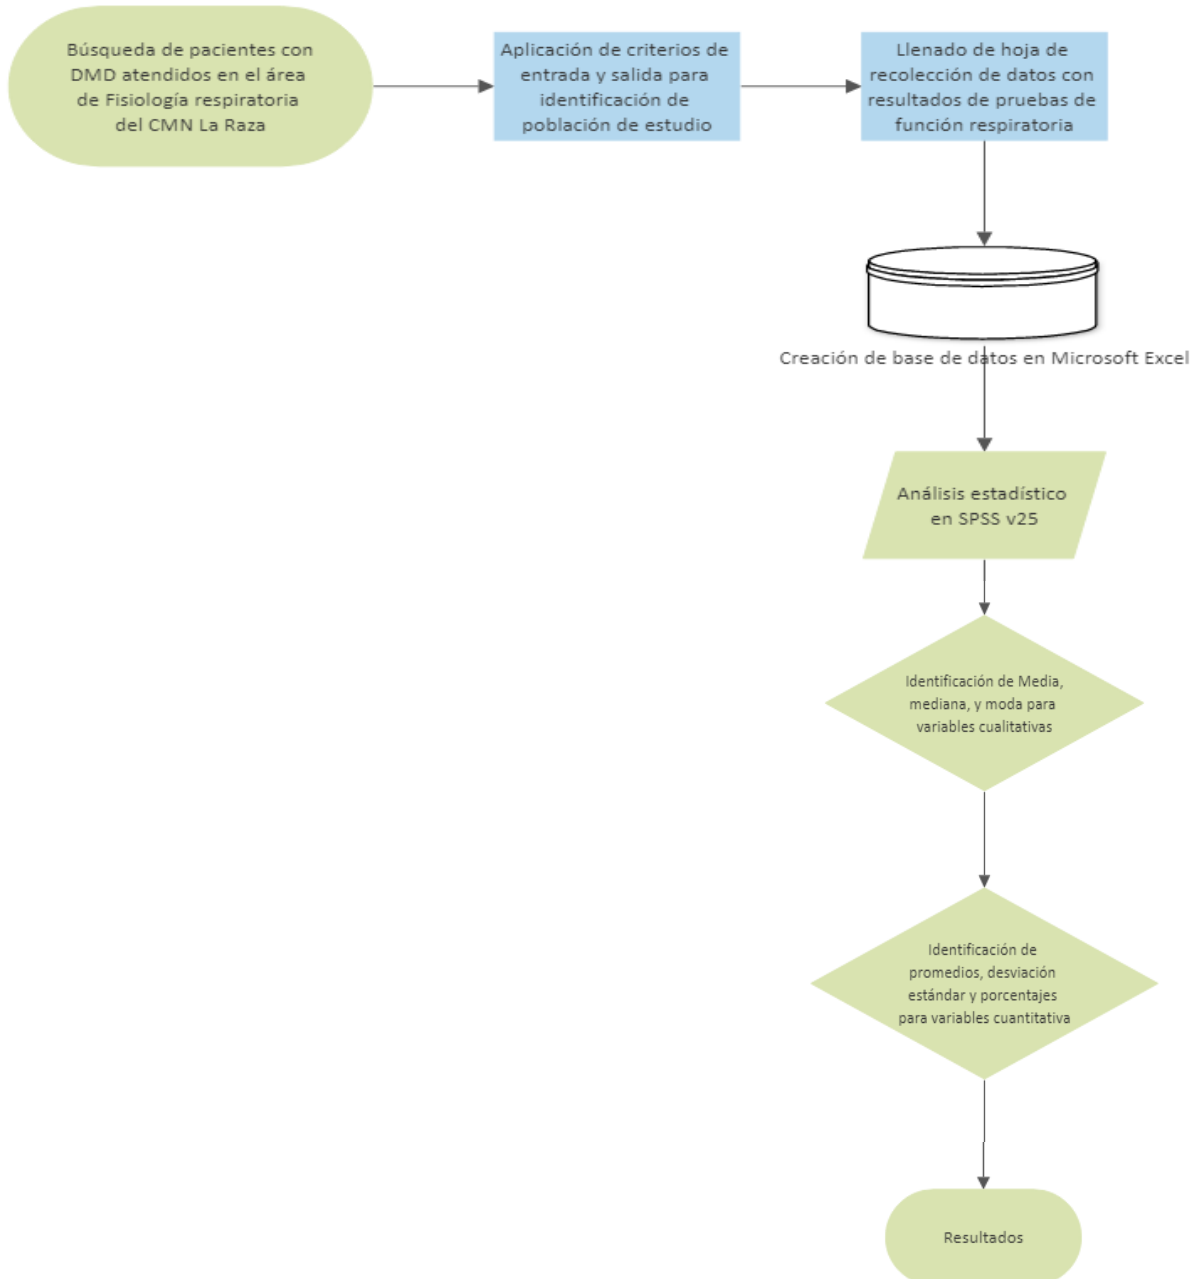 Búsqueda de pacientes con
DMD atendidos en el área
de Fisiología respiratoria
del CMN La Raza
Aplicación de criterios de
entrada y salida para
identificación de
población de estudio
Llenado de hoja de
recolección de datos con
resultados de pruebas de
función respiratoria
Creación de base de datos en Microsoft Excel
Análisis estadístico
en SPSS v25
Identificación de Media,
mediana, y moda para
variables cualitativas
Identificación de
promedios, desviación
estándar y porcentajes
para variables cuantitativa
Resultados